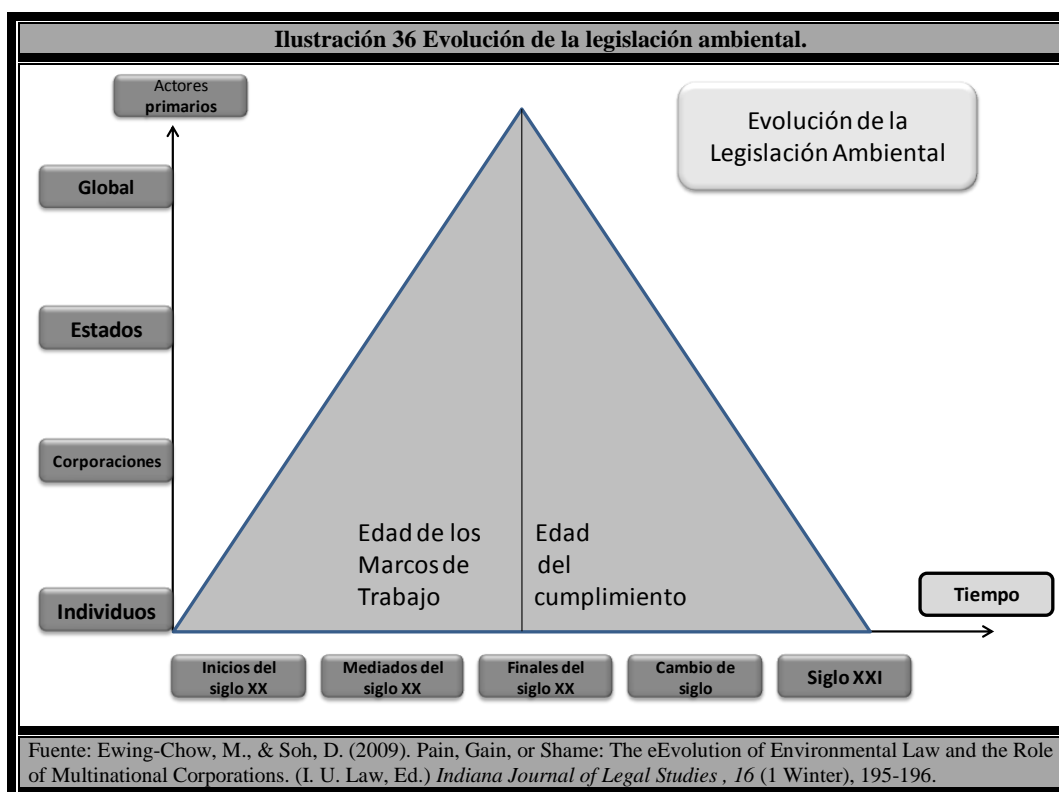 Ilustración 36 Evolución de la legislación ambiental.
Actores
primarios
Evolución de la
Legislación Ambiental
Global
Estados
Corporaciones
Individuos
Edad de los
Marcos de
Trabajo
Edad
del
cumplimiento
Tiempo
Inicios del
siglo XX
Mediados del
siglo XX
Finales del
siglo XX
Cambio de
siglo
Siglo XXI
Fuente: Ewing-Chow, M., & Soh, D. (2009). Pain, Gain, or Shame: The eEvolution of Environmental Law and the Role
of Multinational Corporations. (I. U. Law, Ed.) Indiana Journal of Legal Studies , 16 (1 Winter), 195-196.